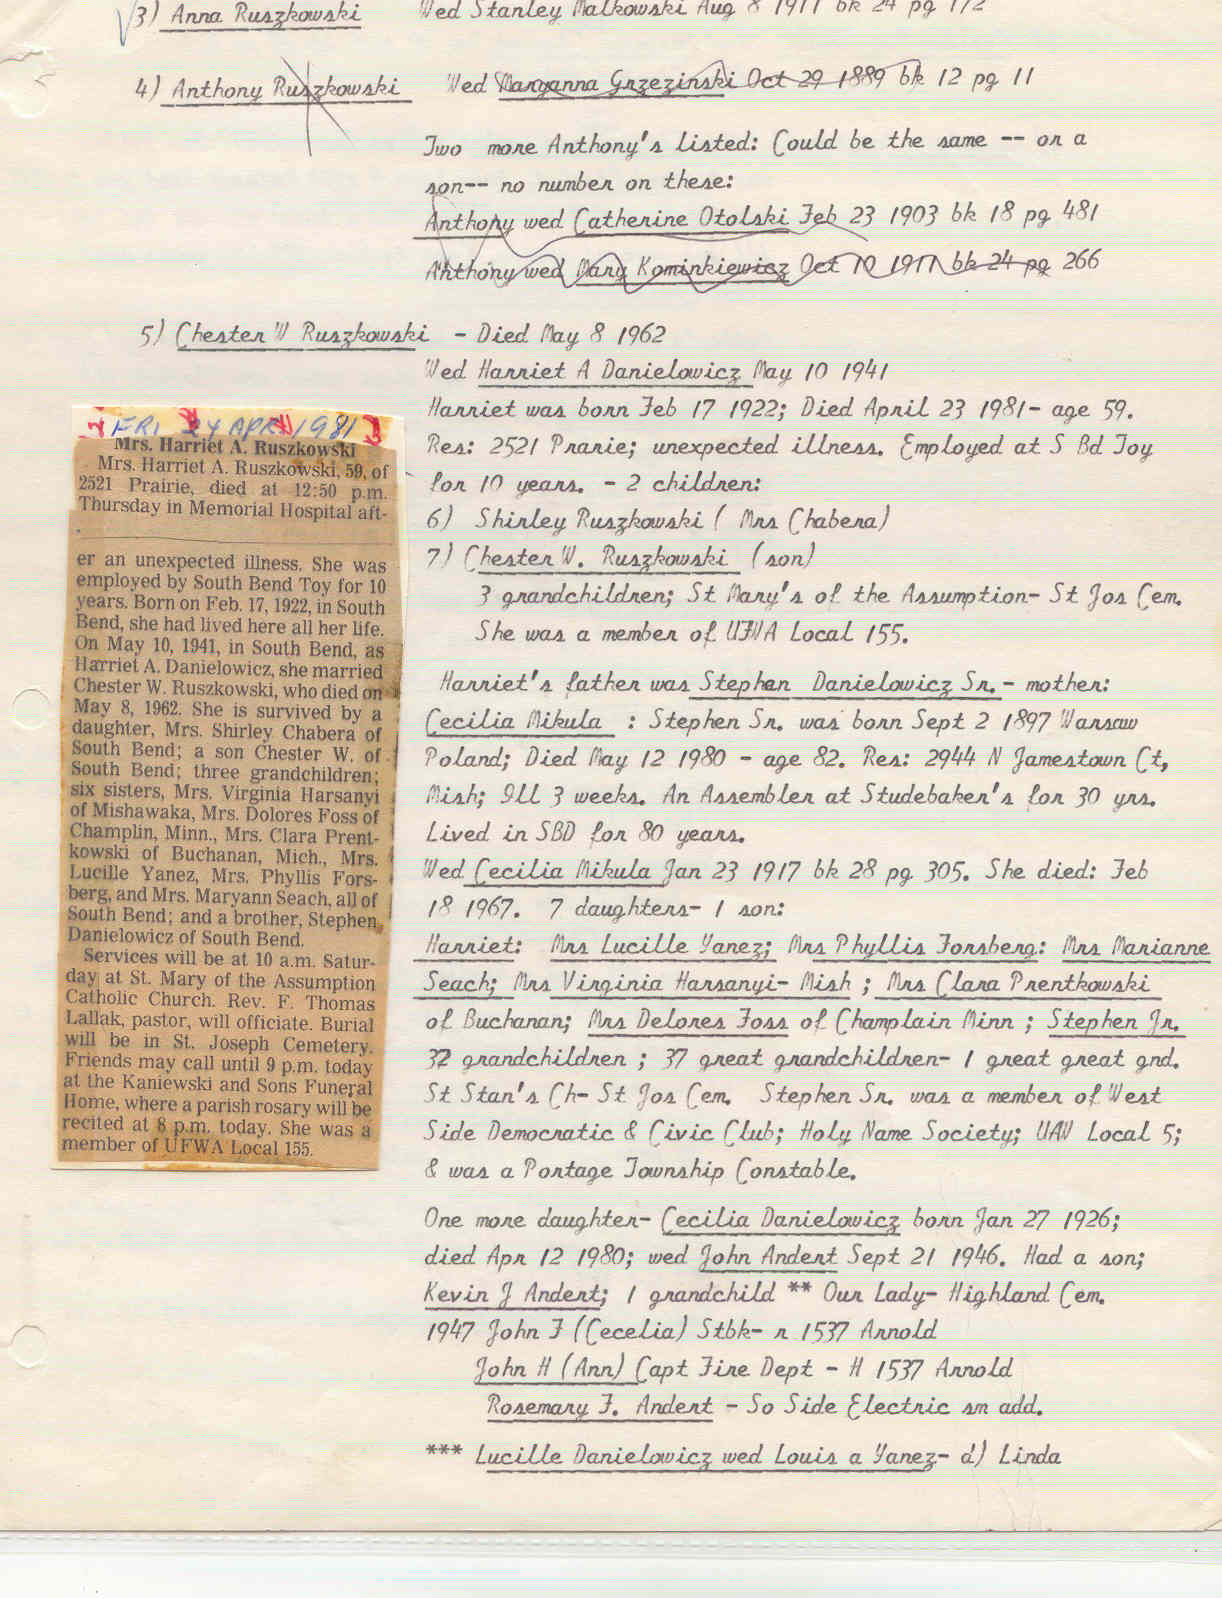 3) Anna Ruszkowski Wed Stanley Malkowski Aug 8 1911 bk 24 pg 172
4) Anthony Ruszkowski Wed Maryanna Grzezinski Oct 29 1889 bk 12 pg 11
Two more Anthony's listed: Could be the same -- or a
son-- no number on these:
Anthony wed Catherine Otolski Feb 23 1903 bk 18 pg 481
Anthony wed Mary Kominkiewicz Oct 10 1911 bk 24 pg 266
5) Chester W Ruszkowski - Died May 8 1962
Wed Harriet A Danielowicz May 10 1941
Harriet was born Feb 17 1922; Died April 23 1981- age 59.
Res: 2521 Prarie; unexpected illness. Employed at S Bd Toy
for 10 years. - 2 children:
6) Shirley Ruszkowski ( Mrs Chabera)
7) Chester W. Ruszkowski (son)
3 grandchildren; St Mary's of the Assumption- St Jos Cem.
She was a member of UFWA Local 155.
Harriet's father was Stephen Danielowicz Sr.- mother:
Cecilia Mikula : Stephen Sr. was born Sept 2 1897 Warsaw
Poland; Died May 12 1980 - age 82. Res: 2944 N Jamestown Ct,
Mish; Ill 3 weeks. An Assembler at Studebaker's for 30 yrs.
Lived in SBD for 80 years.
Wed Cecilia Mikula Jan 23 1917 bk 28 pg 305. She died: Feb
18 1967. 7 daughters- 1 son:
Harriet: Mrs Lucille Yanez; Mrs Phyllis Forsberg: Mrs Marianne
Seach; Mrs Virginia Harsanyi- Mish ; Mrs Clara Prentkowski
of Buchanan; Mrs Delores Foss of Champlain Minn ; Stephen Jr.
32 grandchildren ; 37 great grandchildren- 1 great great gnd.
St Stan's Ch- St Jos Cem. Stephen Sr. was a member of West
Side Democratic & Civic Club; Holy Name Society; UAW Local 5;
& was a Portage Township Constable.
One more daughter- Cecilia Danielowicz born Jan 27 1926;
died Apr 12 1980; wed John Andert Sept 21 1946. Had a son;
Kevin J Andert; 1 grandchild ** Our Lady- Highland Cem.
1947 John F (Cecelia) Stbk- r 1537 Arnold
John H (Ann) Capt Fire Dept - H 1537 Arnold
Rosemary F. Andert - So Side Electric sm add.
*** Lucille Danielowicz wed Louis a Yanez- d) Linda
FRI 24 APR 1981
Mrs. Harriet A. Ruszkowski
Mrs. Harriet A. Ruszkowski, 59, of
2521 Prairie, died at 12:50 p.m.
Thursday in Memorial Hospital aft-
er an unexpected illness. She was
employed by South Bend Toy for 10
years. Born on Feb. 17, 1922, in South
Bend, she had lived here all her life.
On May 10, 1941, in South Bend, as
Harriet A. Danielowicz, she married
Chester W. Ruszkowski, who died on
May 8, 1962. She is survived by a
daughter, Mrs. Shirley Chabera of
South Bend; a son Chester W. of
South Bend; three grandchildren;
six sisters, Mrs. Virginia Harsanyi
of Mishawaka, Mrs. Dolores Foss of
Champlin, Minn., Mrs. Clara Prent-
kowski of Buchanan, Mich., Mrs.
Lucille Yanez, Mrs. Phyllis Fors-
berg, and Mrs. Maryann Seach, all of
South Bend; and a brother, Stephen
Danielowicz of South Bend.
Services will be at 10 a.m. Satur-
day at St. Mary of the Assumption
Catholic Church. Rev. F. Thomas
Lallak, pastor, will officiate. Burial
will be in St. Joseph Cemetery.
Friends may call until 9 p.m. today
at the Kaniewski and Sons Funeral
Home, where a parish rosary will be
recited at 8 p.m. today. She was a
member of UFWA Local 155.